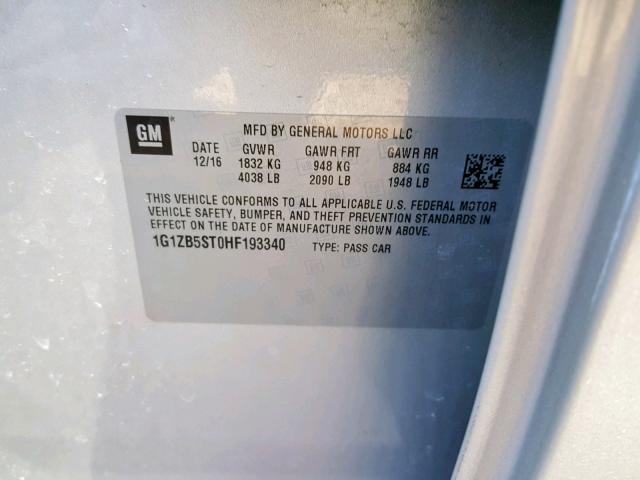 GM
MFD BY GENERAL MOTORS LLC
DATE GVWR GAWR FRT GAWR RR
12/16 1832 KG 948 KG 884 KG
4038 LB 2090 LB 1948 LB
THIS VEHICLE CONFORMS TO ALL APPLICABLE U.S. FEDERAL MOTOR
VEHICLE SAFETY, BUMPER, AND THEFT PREVENTION STANDARDS IN
EFFECT ON THE DATE OF MANUFACTURE SHOWN ABOVE.
1G1ZB5ST0HF193340 TYPE: PASS CAR